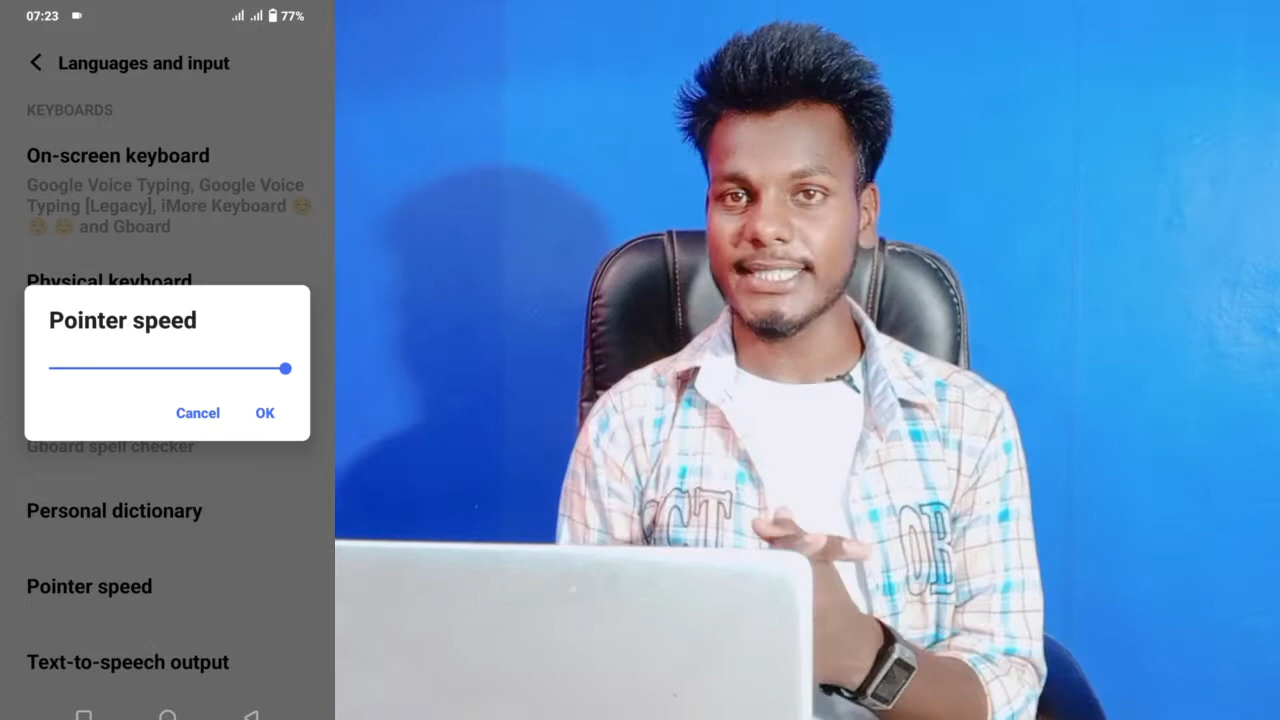 07:23
77%
Languages and input
KEYBOARDS
On-screen keyboard
Google Voice Typing, Google Voice
Typing [Legacy], iMore Keyboard ☺️
☺️ ☺️ and Gboard
Physical keyboard
Pointer speed
Cancel
OK
Gboard spell checker
Personal dictionary
Pointer speed
Text-to-speech output
CT
OR